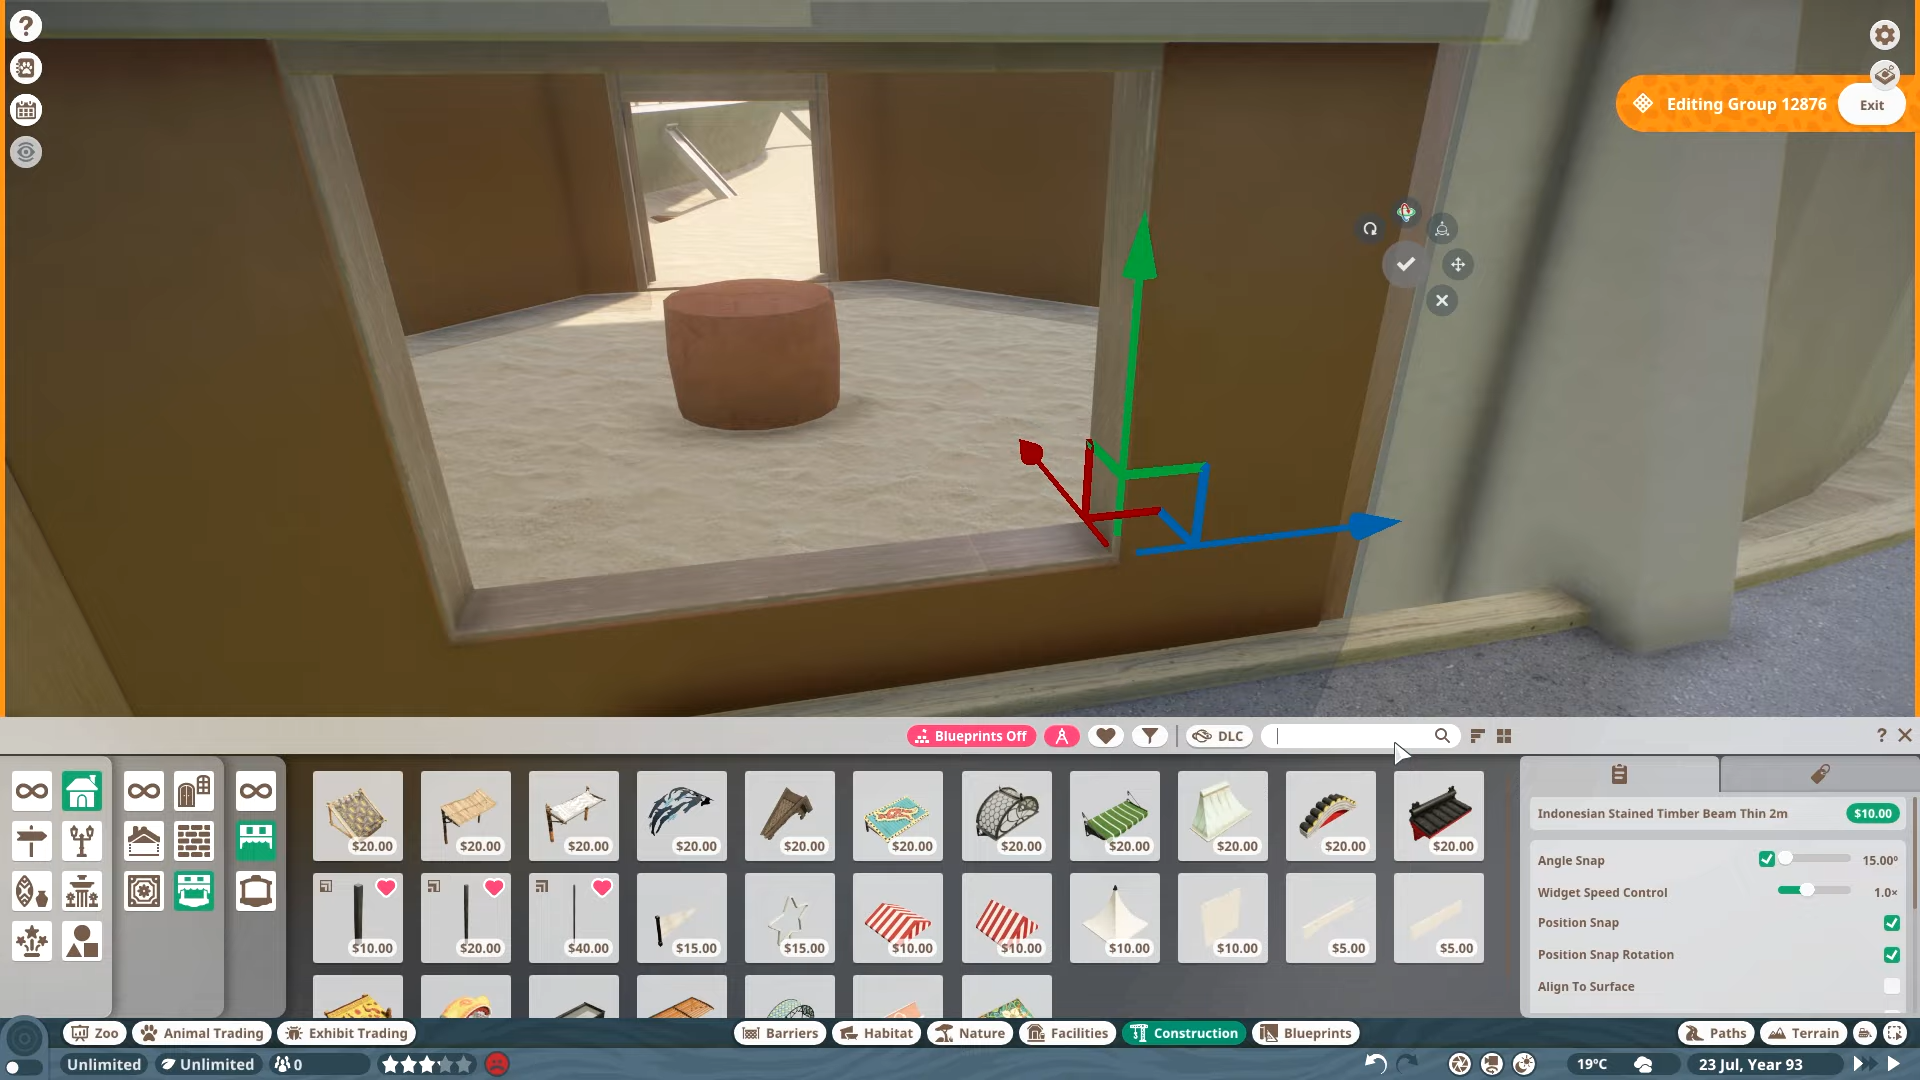 Editing Group 12876
Exit
Blueprints Off
DLC
$20.00 $20.00 $20.00 $20.00 $20.00 $20.00 $20.00 $20.00 $20.00 $20.00 $20.00
$10.00 $20.00 $40.00 $15.00 $15.00 $10.00 $10.00 $10.00 $10.00 $5.00 $5.00
Indonesian Stained Timber Beam Thin 2m $10.00
Angle Snap 15.00°
Widget Speed Control 1.0×
Position Snap
Position Snap Rotation
Align To Surface
Zoo Animal Trading Exhibit Trading Barriers Habitat Nature Facilities Construction Blueprints Paths Terrain
Unlimited Unlimited 0 19°C 23 Jul, Year 93